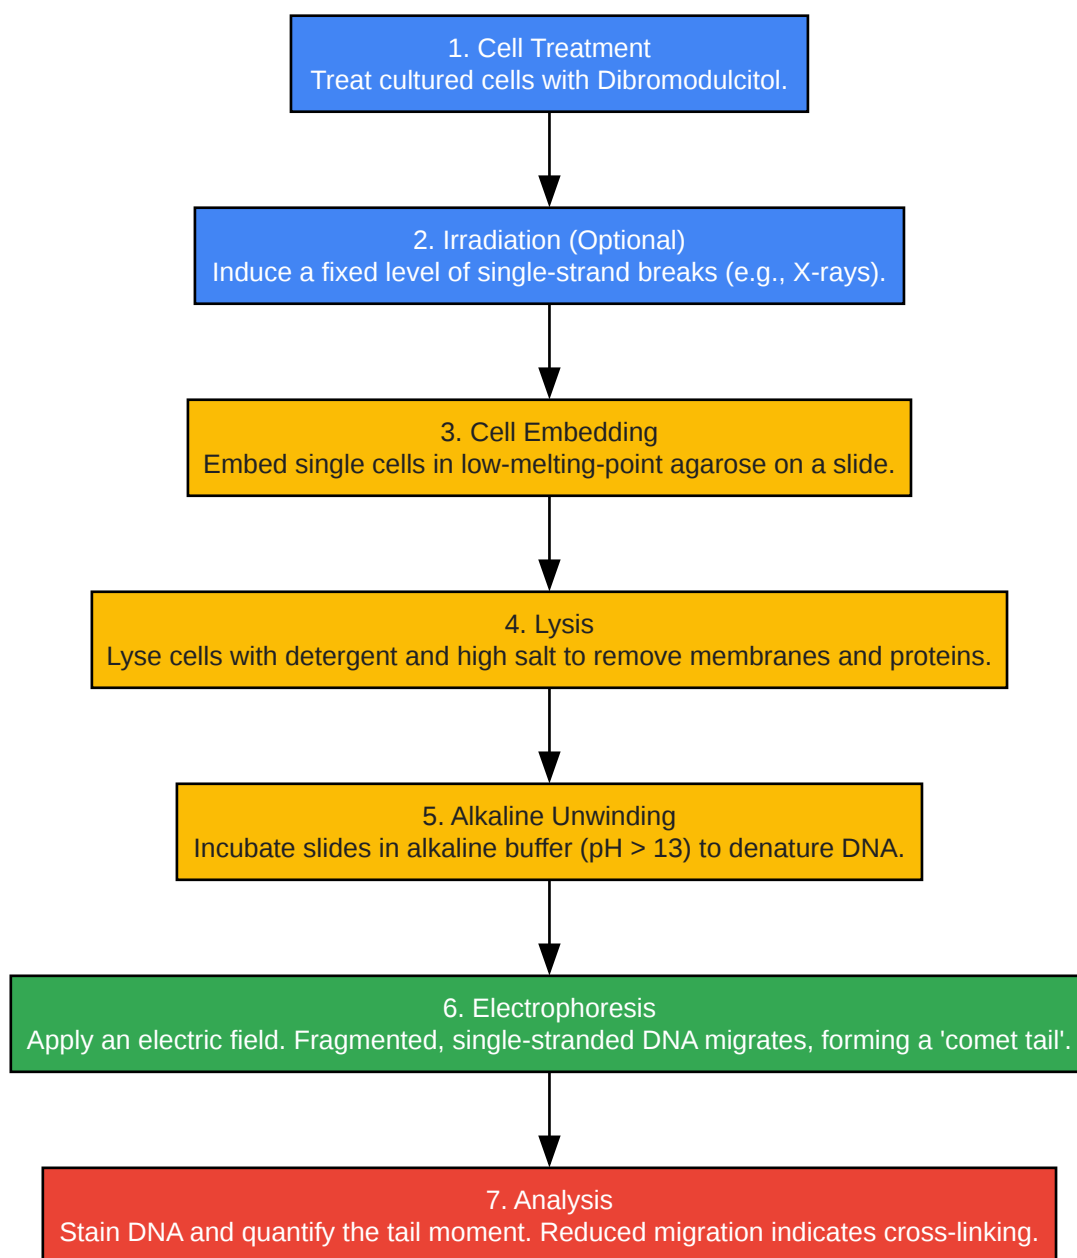 1. Cell Treatment
Treat cultured cells with Dibromodulcitol.
2. Irradiation (Optional)
Induce a fixed level of single-strand breaks (e.g., X-rays).
3. Cell Embedding
Embed single cells in low-melting-point agarose on a slide.
4. Lysis
Lyse cells with detergent and high salt to remove membranes and proteins.
5. Alkaline Unwinding
Incubate slides in alkaline buffer (pH > 13) to denature DNA.
6. Electrophoresis
Apply an electric field. Fragmented, single-stranded DNA migrates, forming a 'comet tail'.
7. Analysis
Stain DNA and quantify the tail moment. Reduced migration indicates cross-linking.